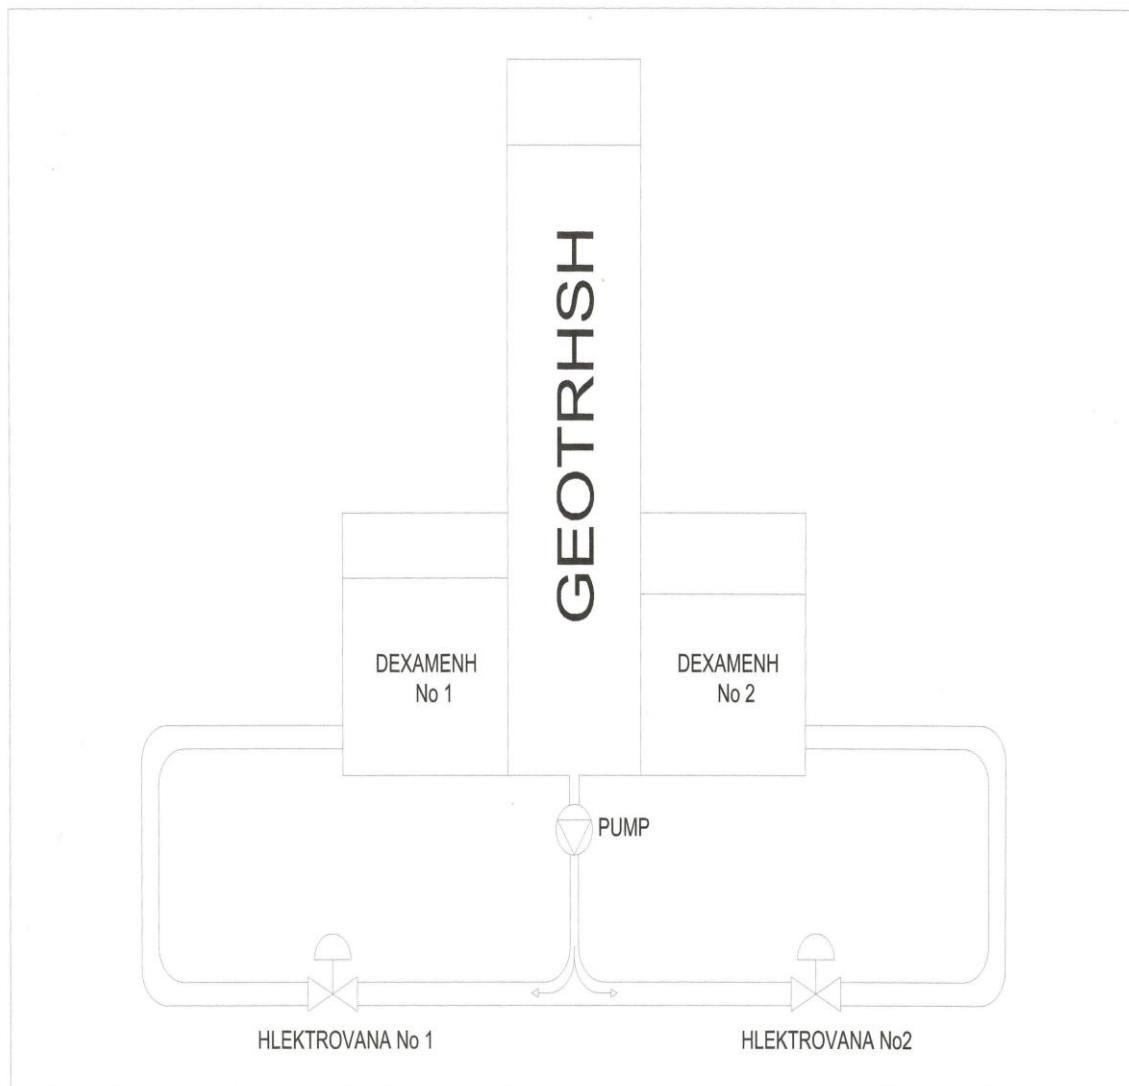 GEOTRHSH
DEXAMENH
No 1
DEXAMENH
No 2
PUMP
HLEKTROVANA No 1
HLEKTROVANA No2